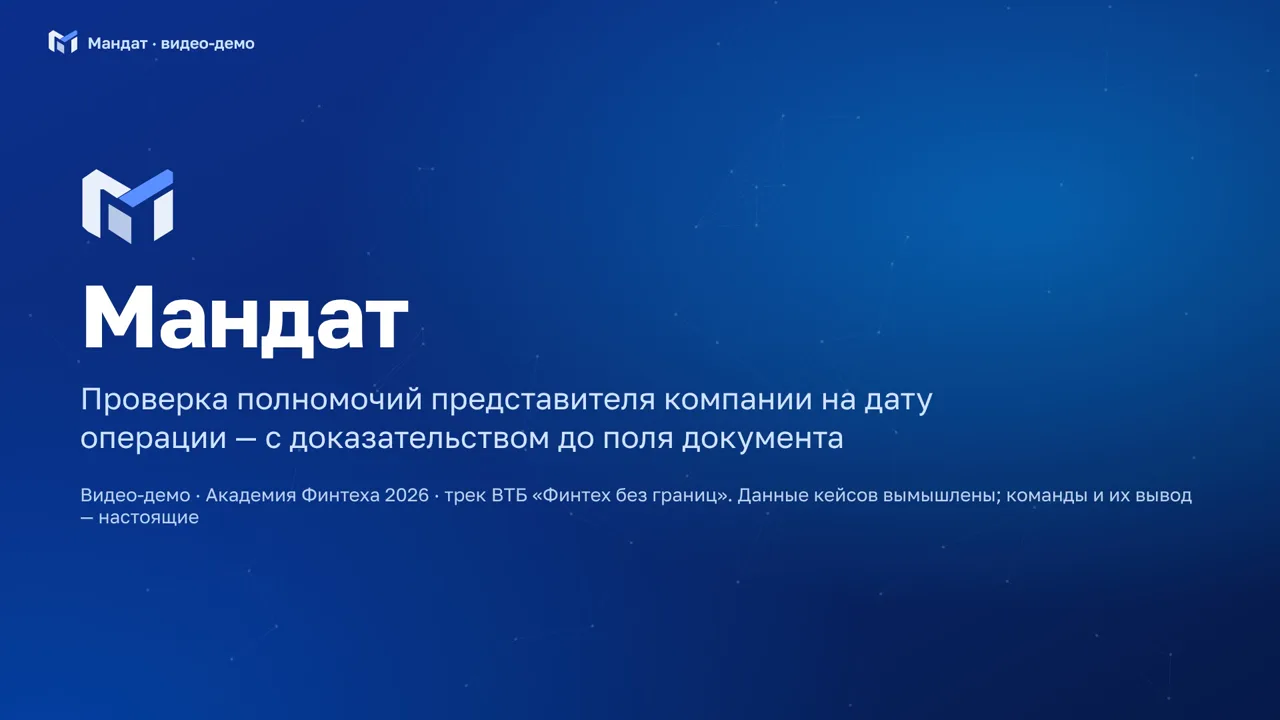 Мандат · видео-демо
Мандат
Проверка полномочий представителя компании на дату
операции — с доказательством до поля документа
Видео-демо · Академия Финтеха 2026 · трек ВТБ «Финтех без границ». Данные кейсов вымышлены; команды и их вывод
— настоящие